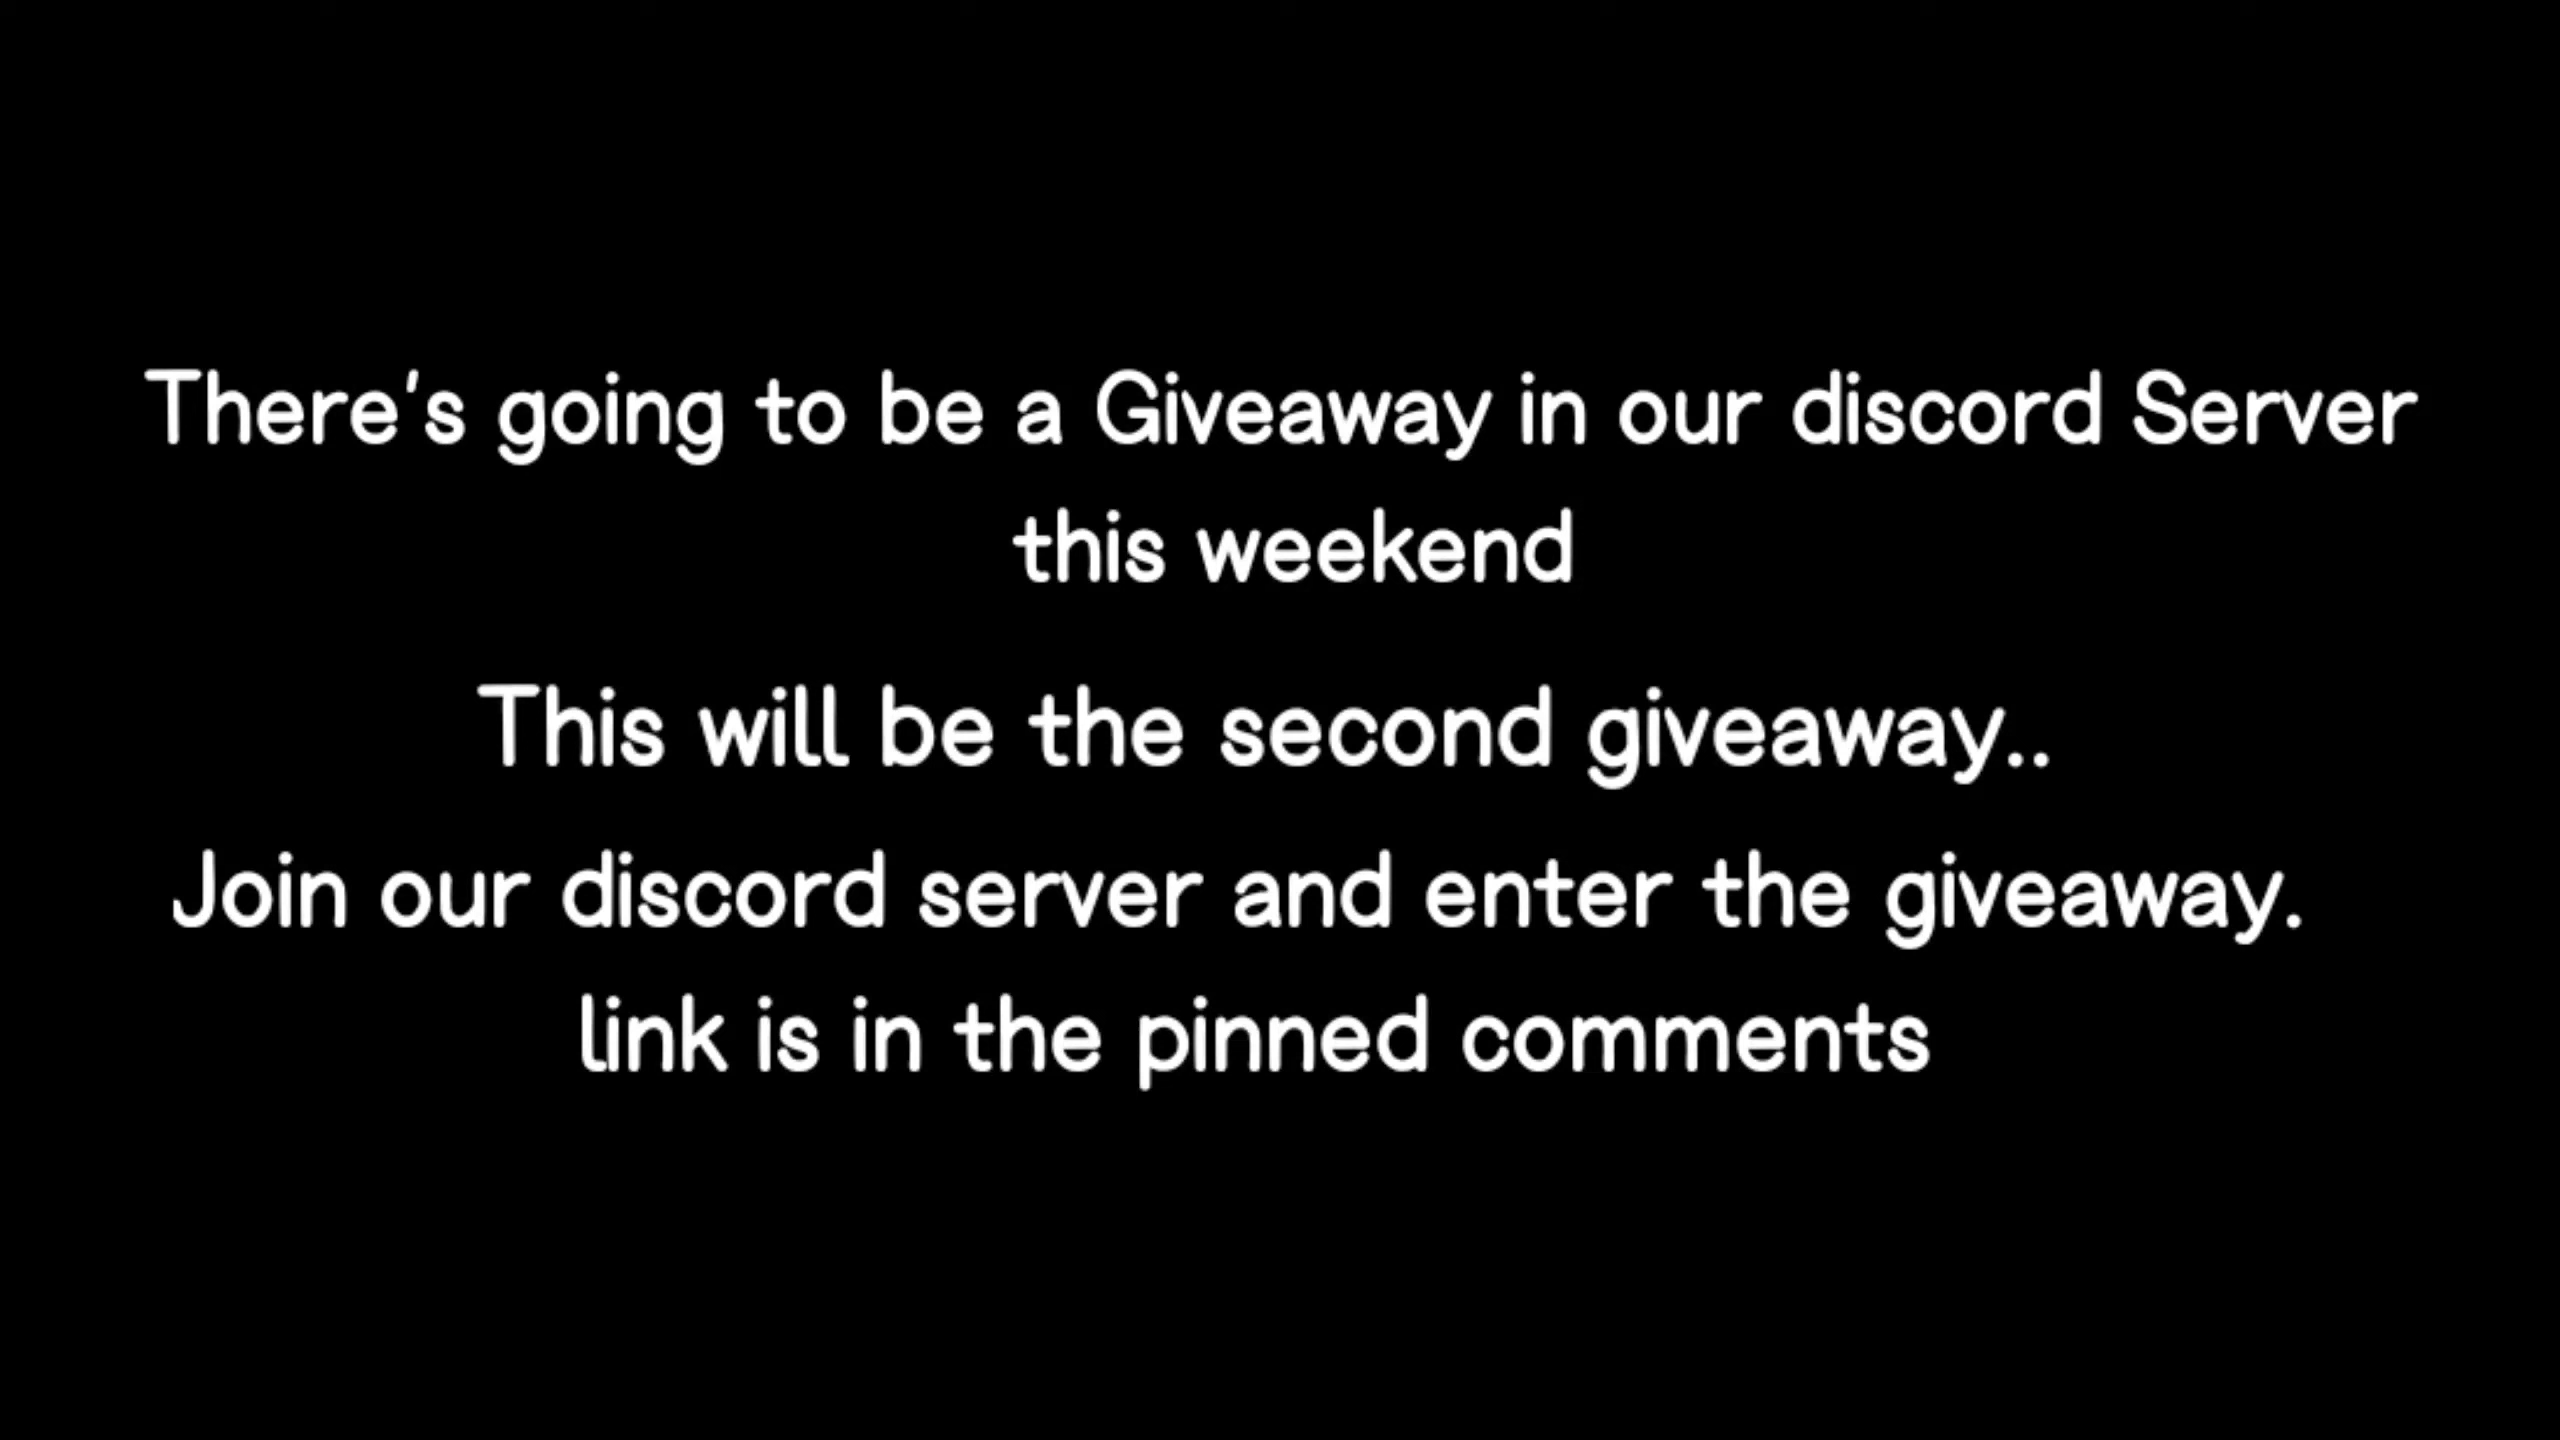 There's going to be a Giveaway in our discord Server
this weekend
This will be the second giveaway..
Join our discord server and enter the giveaway.
link is in the pinned comments